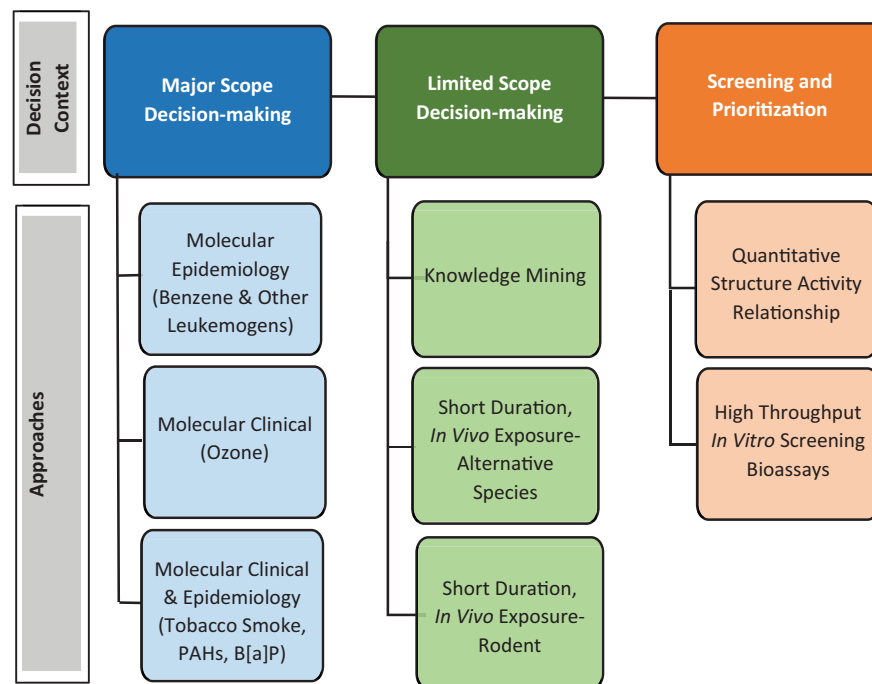 Decision
Context
Major Scope
Decision-making
Limited Scope
Decision-making
Screening and
Prioritization
Approaches
Molecular
Epidemiology
(Benzene & Other
Leukemogens)
Knowledge Mining
Quantitative
Structure Activity
Relationship
Molecular Clinical
(Ozone)
Short Duration,
In Vivo Exposure-
Alternative
Species
High Throughput
In Vitro Screening
Bioassays
Molecular Clinical
& Epidemiology
(Tobacco Smoke,
PAHs, B[a]P)
Short Duration,
In Vivo Exposure-
Rodent